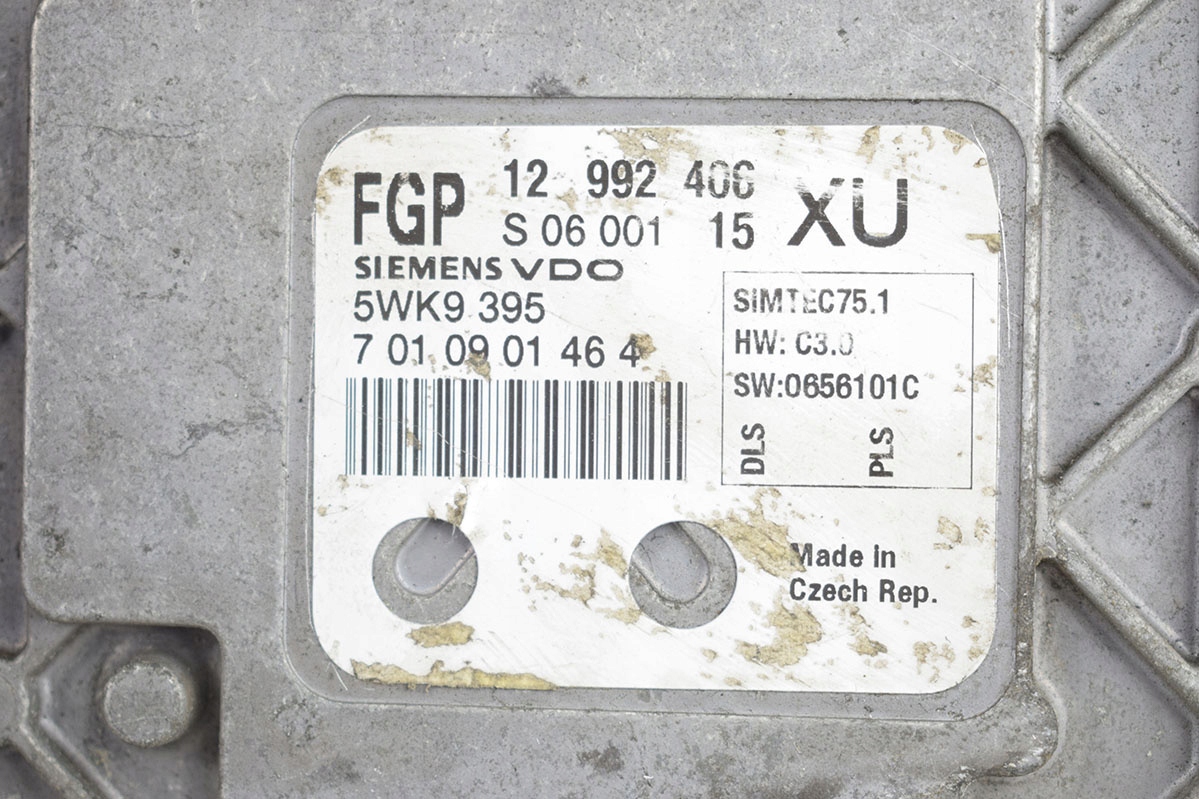 FGP 12 992 406 XU
S 06 001 15
SIEMENS VDO
5WK9 395
7 01 09 01 46 4
SIMTEC75.1
HW: C3.0
SW:0656101C
DLS PLS
Made in
Czech Rep.